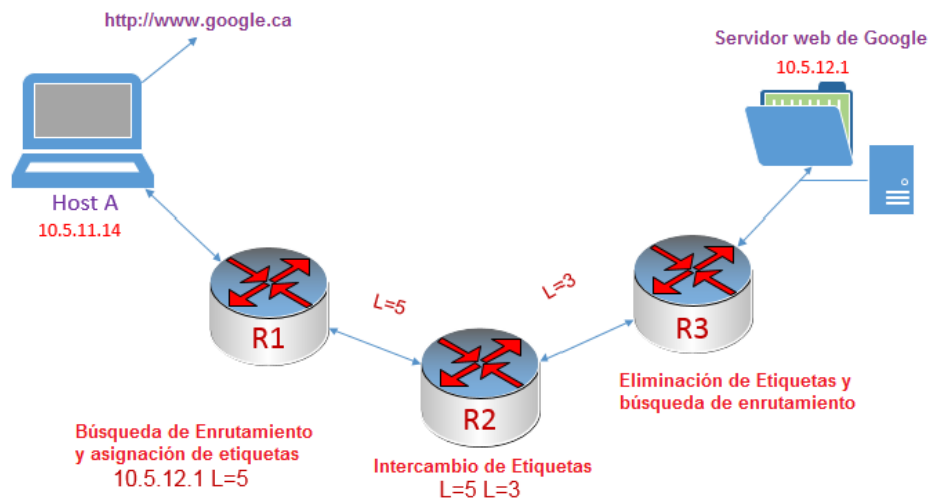 http://www.google.ca
Servidor web de Google
10.5.12.1
Host A
10.5.11.14
R1
L=5
L=3
R3
R2
Eliminación de Etiquetas y
búsqueda de enrutamiento
Búsqueda de Enrutamiento
y asignación de etiquetas
10.5.12.1 L=5
Intercambio de Etiquetas
L=5 L=3